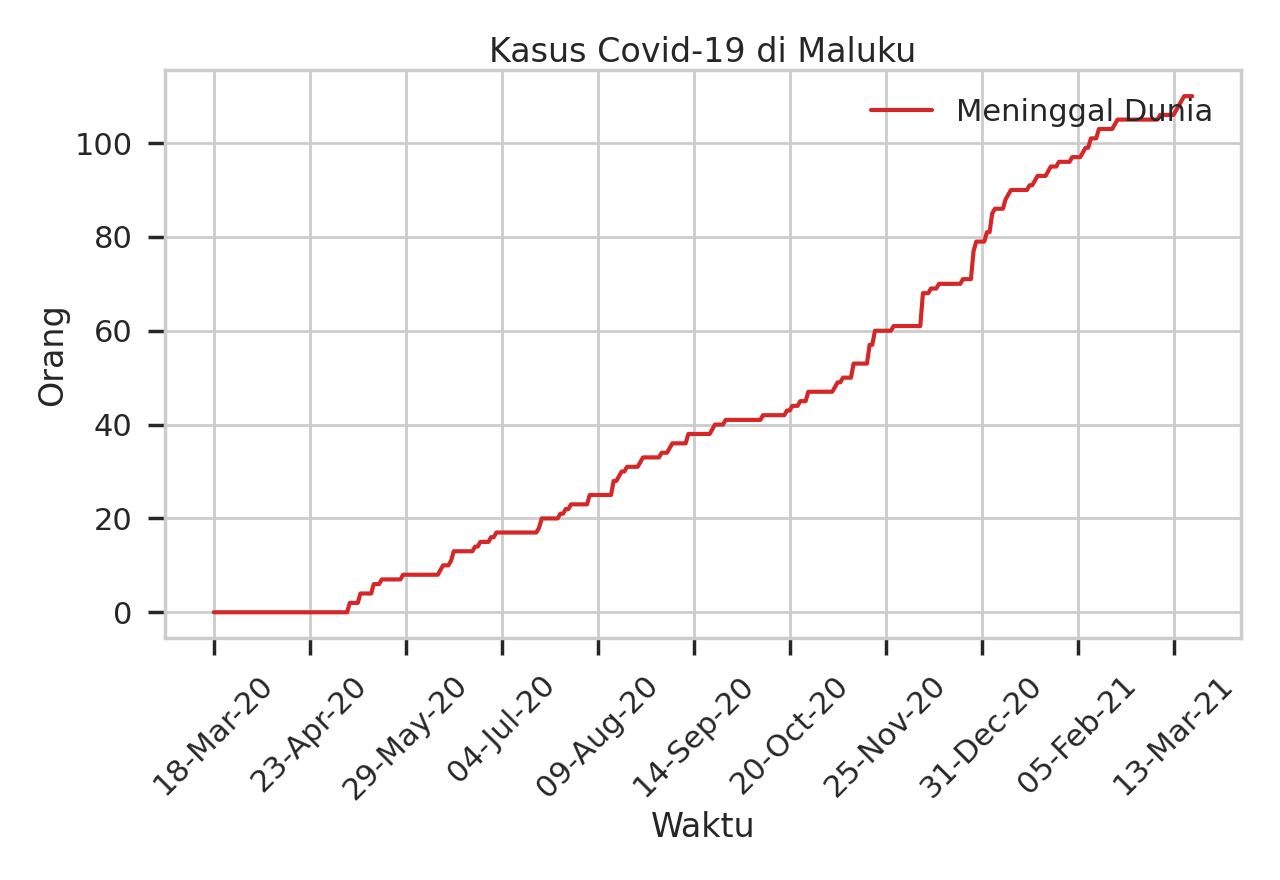 Kasus Covid-19 di Maluku
Meninggal Dunia
Orang
100
80
60
40
20
0
18-Mar-20
23-Apr-20
29-May-20
04-Jul-20
09-Aug-20
14-Sep-20
20-Oct-20
25-Nov-20
31-Dec-20
05-Feb-21
13-Mar-21
Waktu